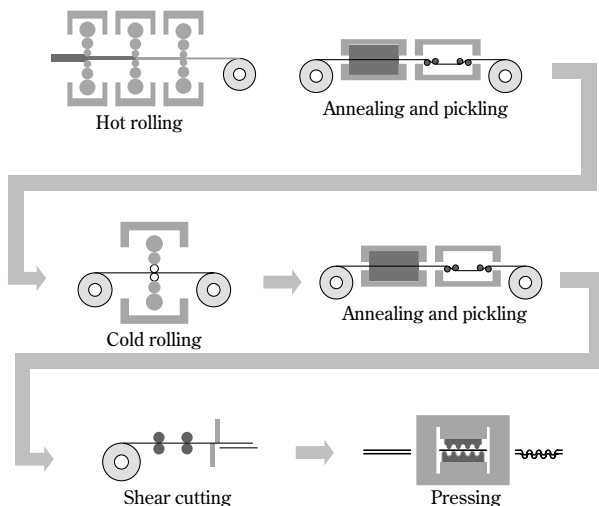 Hot rolling
Annealing and pickling
Cold rolling
Annealing and pickling
Shear cutting
Pressing